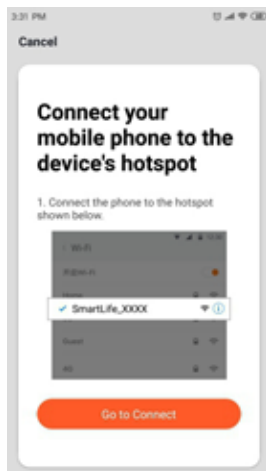 3:31 PM
Cancel
Connect your
mobile phone to the
device's hotspot
1. Connect the phone to the hotspot
shown below.
Wi-Fi
SmartLife_XXXX
Guest
4G
Go to Connect